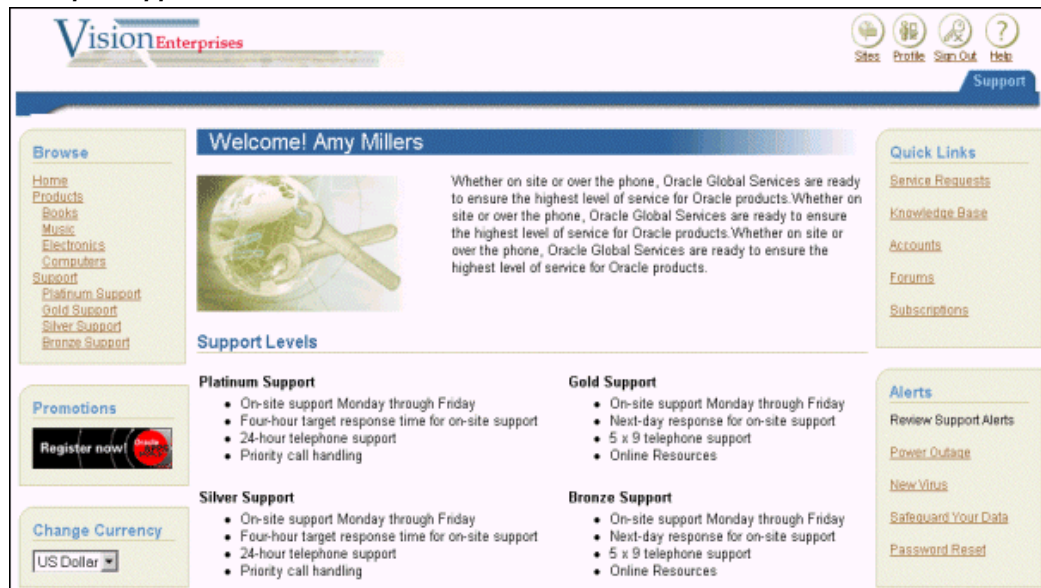 Vision Enterprises
Sites Profile Sign Out Help
Support
Browse
Home
Products
Books
Music
Electronics
Computers
Support
Platinum Support
Gold Support
Silver Support
Bronze Support
Promotions
Register now!
Change Currency
US Dollar
Welcome! Amy Millers
Whether on site or over the phone, Oracle Global Services are ready
to ensure the highest level of service for Oracle products.Whether on
site or over the phone, Oracle Global Services are ready to ensure
the highest level of service for Oracle products.Whether on site or
over the phone, Oracle Global Services are ready to ensure the
highest level of service for Oracle products.
Support Levels
Platinum Support
• On-site support Monday through Friday
• Four-hour target response time for on-site support
• 24-hour telephone support
• Priority call handling
Gold Support
• On-site support Monday through Friday
• Next-day response for on-site support
• 5 x 9 telephone support
• Online Resources
Silver Support
• On-site support Monday through Friday
• Four-hour target response time for on-site support
• 24-hour telephone support
• Priority call handling
Bronze Support
• On-site support Monday through Friday
• Next-day response for on-site support
• 5 x 9 telephone support
• Online Resources
Quick Links
Service Requests
Knowledge Base
Accounts
Forums
Subscriptions
Alerts
Review Support Alerts
Power Outage
New Virus
Safeguard Your Data
Password Reset